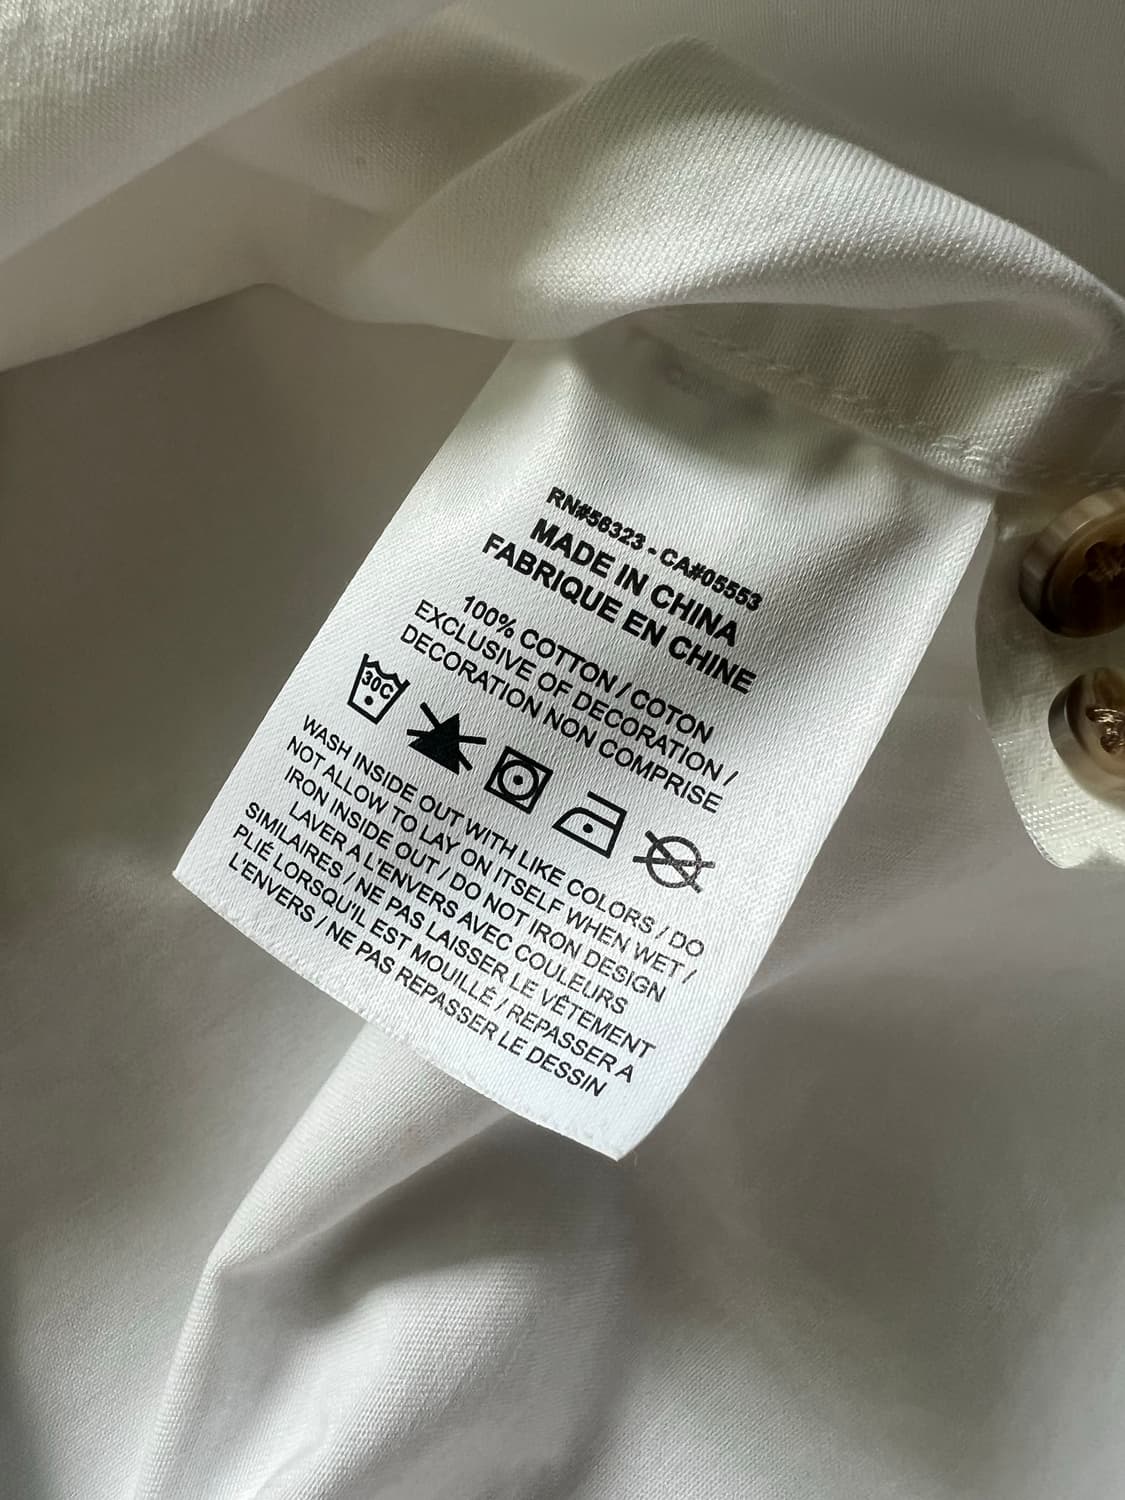 RN#56323 - CA#05553
MADE IN CHINA
FABRIQUE EN CHINE
100% COTTON / COTON
EXCLUSIVE OF DECORATION /
DECORATION NON COMPRISE
30C
WASH INSIDE OUT WITH LIKE COLORS / DO
NOT ALLOW TO LAY ON ITSELF WHEN WET /
IRON INSIDE OUT / DO NOT IRON DESIGN
LAVER A L'ENVERS AVEC COULEURS
SIMILAIRES / NE PAS LAISSER LE VÊTEMENT
PLIÉ LORSQU'IL EST MOUILLÉ / REPASSER A
L'ENVERS / NE PAS REPASSER LE DESSIN